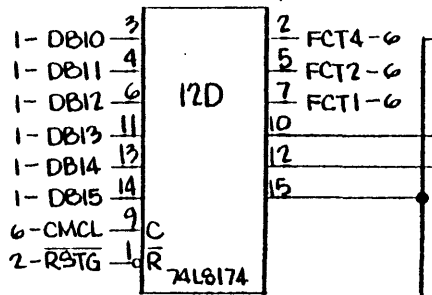 1- DB10 3 2 FCT4-6
1- DB11 4 5 FCT2-6
1- DB12 6 12D 7 FCT1-6
1- DB13 11 10
1- DB14 13 12
1- DB15 14 15
6-CMCL 9 C
2-RSTG 1 R
74LS174